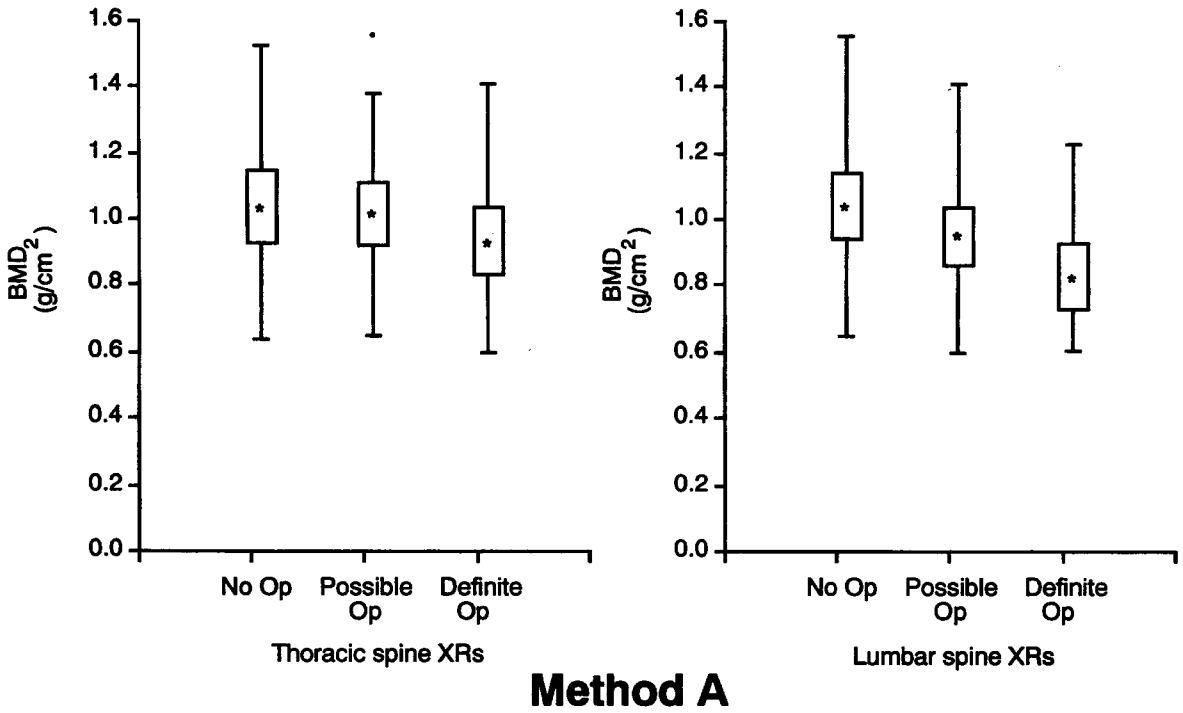 1.6
1.4
1.2
1.0
0.8
0.6
0.4
0.2
0.0
BMD
(g/cm2)
No Op
Possible Op
Definite Op
Thoracic spine XRs
1.6
1.4
1.2
1.0
0.8
0.6
0.4
0.2
0.0
BMD
(g/cm2)
No Op
Possible Op
Definite Op
Lumbar spine XRs
Method A